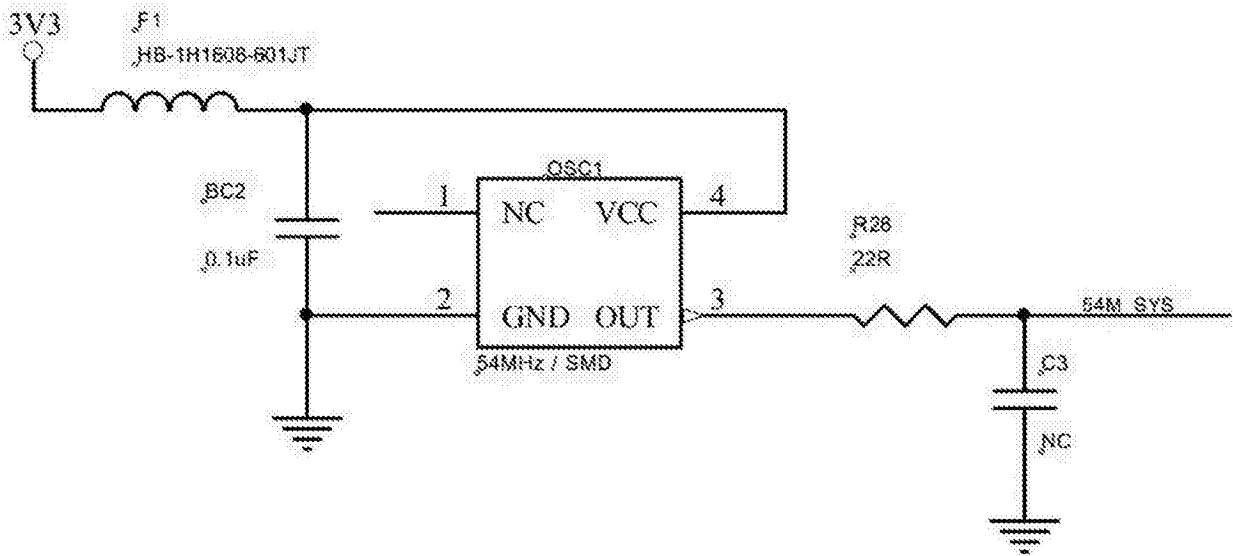 3V3
F1
HB-1H1608-601JT
OSC1
BC2
0.1uF
1
NC
VCC
4
2
GND
OUT
3
54MHz / SMD
R26
22R
54M_SYS
C3
NC